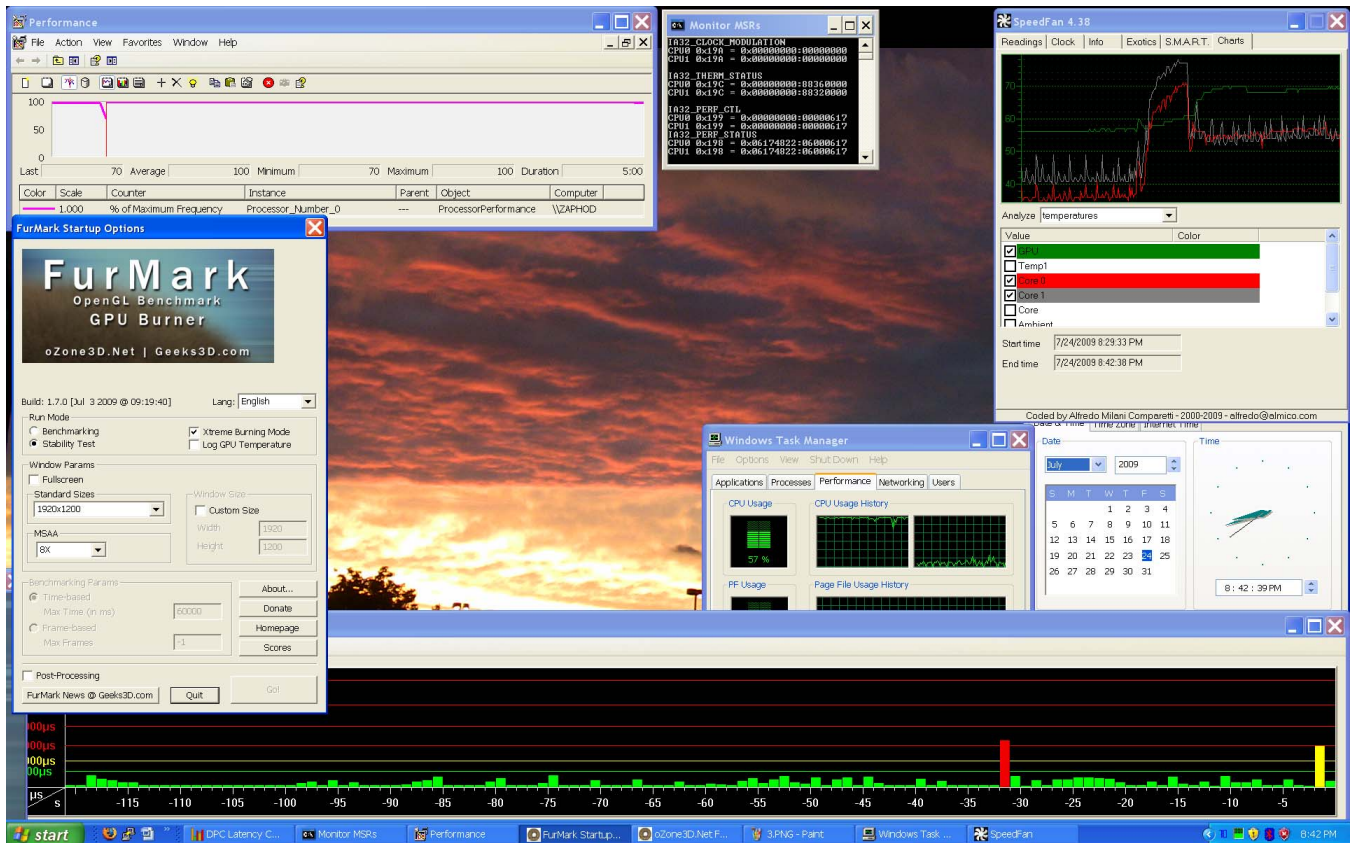 Performance
File Action View Favorites Window Help
100
50
0
Last 70 Average 100 Minimum 70 Maximum 100 Duration 5:00
Color Scale Counter Instance Parent Object Computer
1.000 % of Maximum Frequency Processor_Number_0 --- ProcessorPerformance \\ZAPHOD
Monitor MSRs
IA32_CLOCK_MODULATION
CPU0 0x19A = 0x00000000:00000000
CPU1 0x19A = 0x00000000:00000000
IA32_THERM_STATUS
CPU0 0x19C = 0x00000000:88360000
CPU1 0x19C = 0x00000000:88320000
IA32_PERF_CTL
CPU0 0x199 = 0x00000000:00000617
CPU1 0x199 = 0x00000000:00000617
IA32_PERF_STATUS
CPU0 0x198 = 0x06174822:06000617
CPU1 0x198 = 0x06174822:06000617
SpeedFan 4.38
Readings Clock Info Exotics S.M.A.R.T. Charts
70
60
50
40
Analyze temperatures
Value Color
GPU
Temp1
Core 0
Core 1
Core
Ambient
Start time 7/24/2009 8:29:33 PM
End time 7/24/2009 8:42:38 PM
Coded by Alfredo Milani Comparetti - 2000-2009 - alfredo@almico.com
FurMark Startup Options
FurMark
OpenGL Benchmark
GPU Burner
oZone3D.Net | Geeks3D.com
Build: 1.7.0 [Jul 3 2009 @ 09:19:40] Lang: English
Run Mode
Benchmarking Xtreme Burning Mode
Stability Test Log GPU Temperature
Window Params
Fullscreen
Standard Sizes Window Size
1920x1200 Custom Size
Width 1920
MSAA
8X Height 1200
Benchmarking Params
Time-based About...
Max Time (in ms) 60000 Donate
Frame-based Homepage
Max Frames -1 Scores
Post-Processing
FurMark News @ Geeks3D.com Quit Go!
Windows Task Manager
File Options View Shut Down Help
Applications Processes Performance Networking Users
CPU Usage CPU Usage History
57 %
PF Usage Page File Usage History
Date & Time Time Zone Internet Time
Date Time
July 2009
S M T W T F S
1 2 3 4
5 6 7 8 9 10 11
12 13 14 15 16 17 18
19 20 21 22 23 24 25
26 27 28 29 30 31
8 : 42 : 39 PM
µs s -115 -110 -105 -100 -95 -90 -85 -80 -75 -70 -65 -60 -55 -50 -45 -40 -35 -30 -25 -20 -15 -10 -5
start DPC Latency C... Monitor MSRs Performance FurMark Startup... oZone3D.Net F... 3.PNG - Paint Windows Task ... SpeedFan 8:42 PM